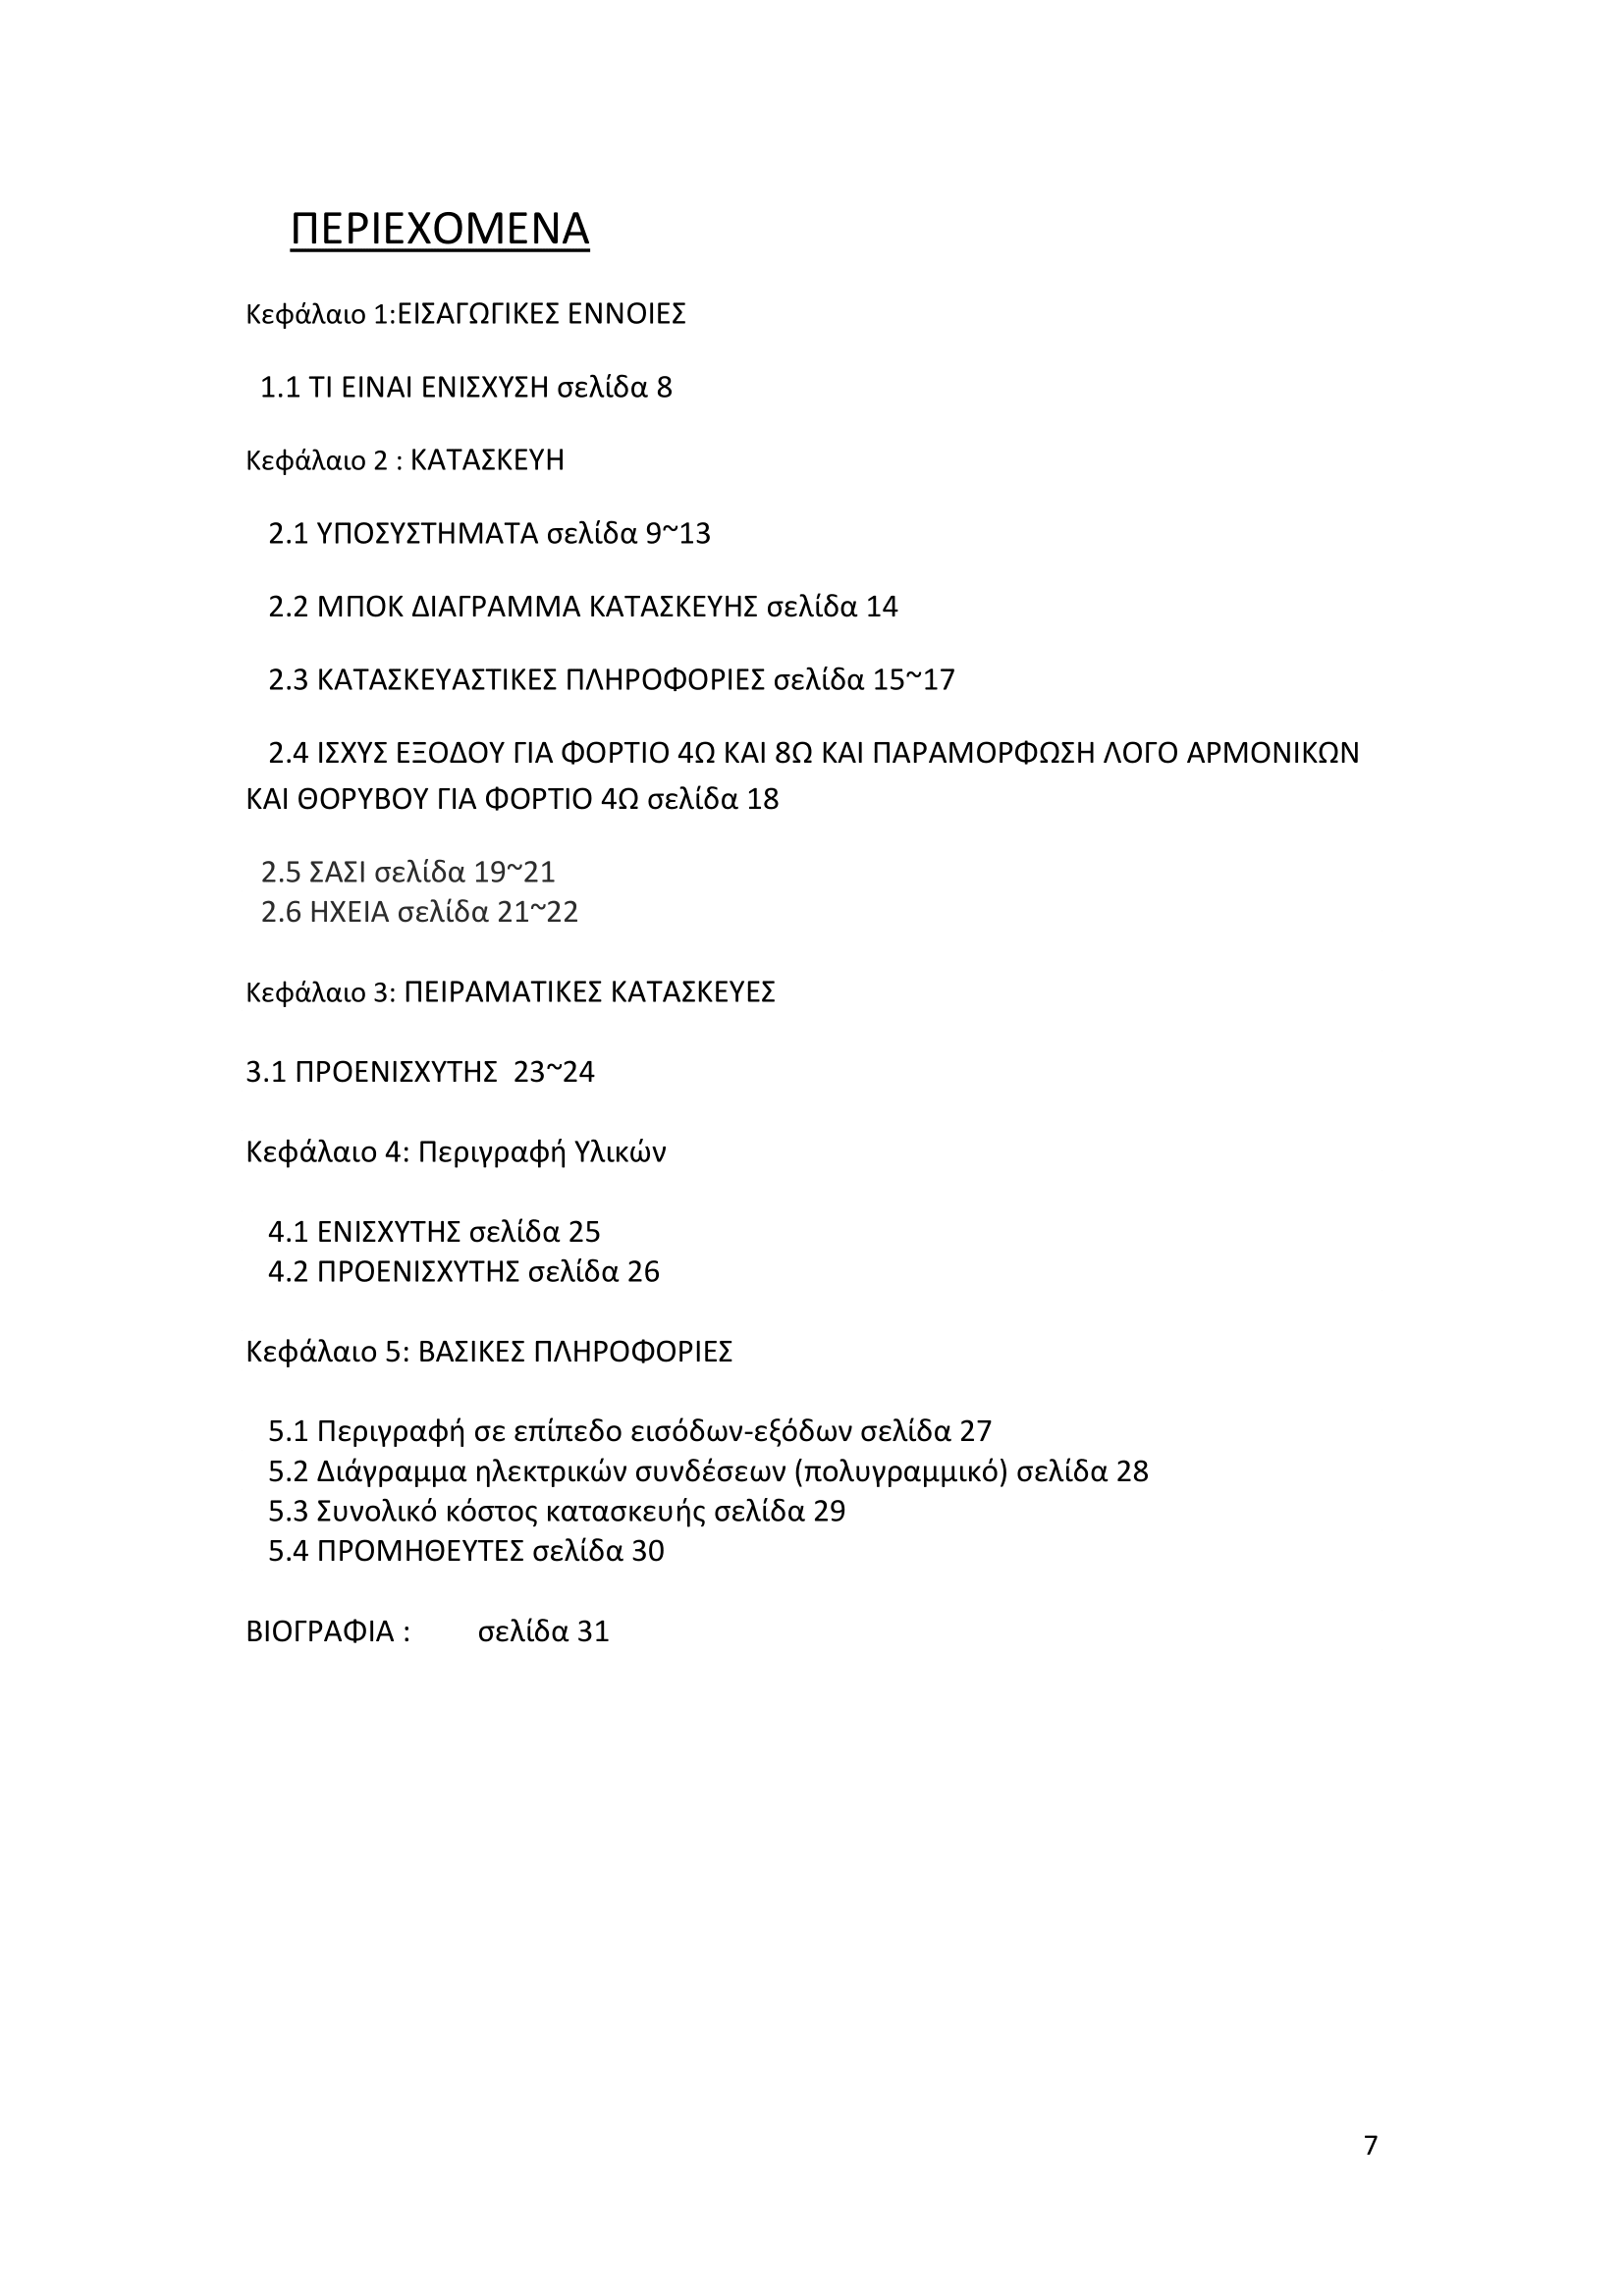 ΠΕΡΙΕΧΟΜΕΝΑ
Κεφάλαιο 1:ΕΙΣΑΓΩΓΙΚΕΣ ΕΝΝΟΙΕΣ
1.1 ΤΙ ΕΙΝΑΙ ΕΝΙΣΧΥΣΗ σελίδα 8
Κεφάλαιο 2 : ΚΑΤΑΣΚΕΥΗ
2.1 ΥΠΟΣΥΣΤΗΜΑΤΑ σελίδα 9~13
2.2 ΜΠΟΚ ΔΙΑΓΡΑΜΜΑ ΚΑΤΑΣΚΕΥΗΣ σελίδα 14
2.3 ΚΑΤΑΣΚΕΥΑΣΤΙΚΕΣ ΠΛΗΡΟΦΟΡΙΕΣ σελίδα 15~17
2.4 ΙΣΧΥΣ ΕΞΟΔΟΥ ΓΙΑ ΦΟΡΤΙΟ 4Ω ΚΑΙ 8Ω ΚΑΙ ΠΑΡΑΜΟΡΦΩΣΗ ΛΟΓΟ ΑΡΜΟΝΙΚΩΝ
ΚΑΙ ΘΟΡΥΒΟΥ ΓΙΑ ΦΟΡΤΙΟ 4Ω σελίδα 18
2.5 ΣΑΣΙ σελίδα 19~21
2.6 ΗΧΕΙΑ σελίδα 21~22
Κεφάλαιο 3: ΠΕΙΡΑΜΑΤΙΚΕΣ ΚΑΤΑΣΚΕΥΕΣ
3.1 ΠΡΟΕΝΙΣΧΥΤΗΣ 23~24
Κεφάλαιο 4: Περιγραφή Υλικών
4.1 ΕΝΙΣΧΥΤΗΣ σελίδα 25
4.2 ΠΡΟΕΝΙΣΧΥΤΗΣ σελίδα 26
Κεφάλαιο 5: ΒΑΣΙΚΕΣ ΠΛΗΡΟΦΟΡΙΕΣ
5.1 Περιγραφή σε επίπεδο εισόδων-εξόδων σελίδα 27
5.2 Διάγραμμα ηλεκτρικών συνδέσεων (πολυγραμμικό) σελίδα 28
5.3 Συνολικό κόστος κατασκευής σελίδα 29
5.4 ΠΡΟΜΗΘΕΥΤΕΣ σελίδα 30
ΒΙΟΓΡΑΦΙΑ : σελίδα 31
7